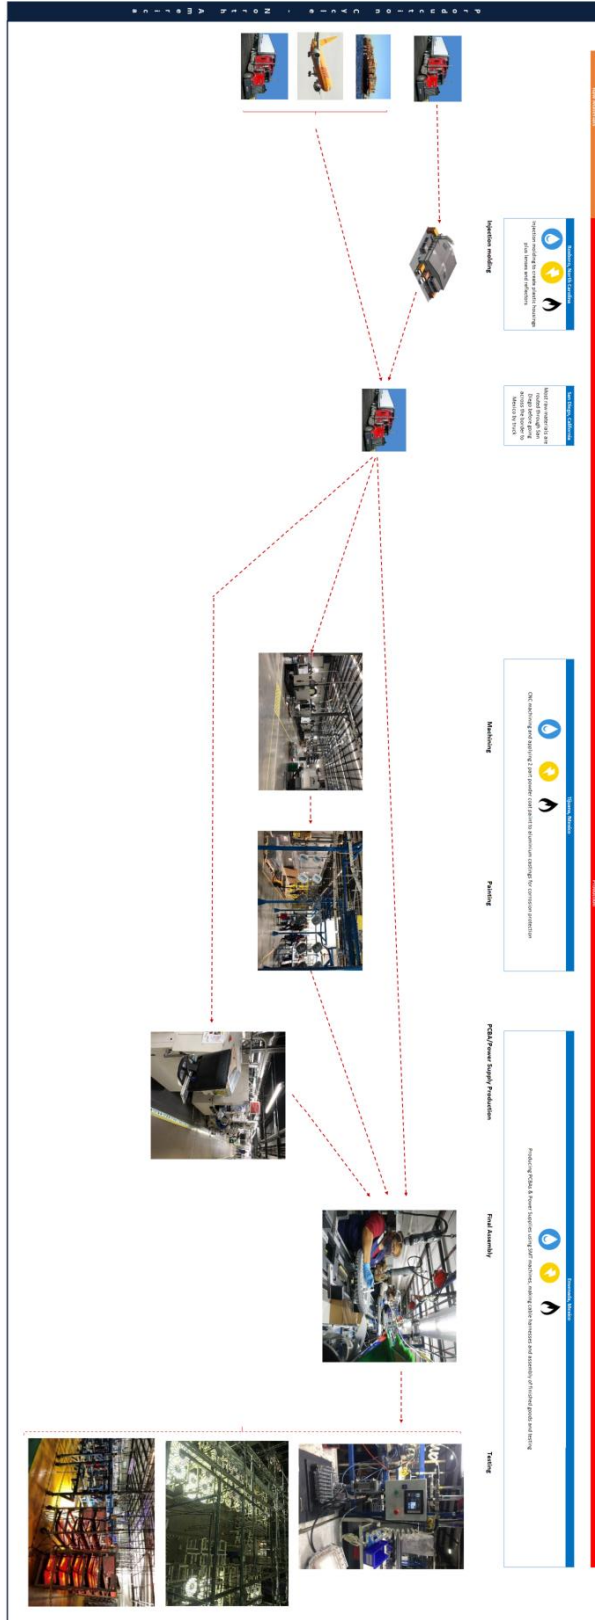 Production Cycle - North America
Raw Materials
Production
Roxboro, North Carolina
Injection molding to create plastic housings
plus lenses and reflectors
San Diego, California
Most raw materials are
routed through San
Diego before going
across the border to
Mexico by truck
Tijuana, Mexico
CNC machining and applying 2 part powder coat paint to aluminum castings for corrosion protection
Ensenada, Mexico
Producing PCBAs & Power Supplies using SMT machines, making cable harnesses and assembly of finished goods and testing
Injection molding
Machining
Painting
PCBA/Power Supply Production
Final Assembly
Testing